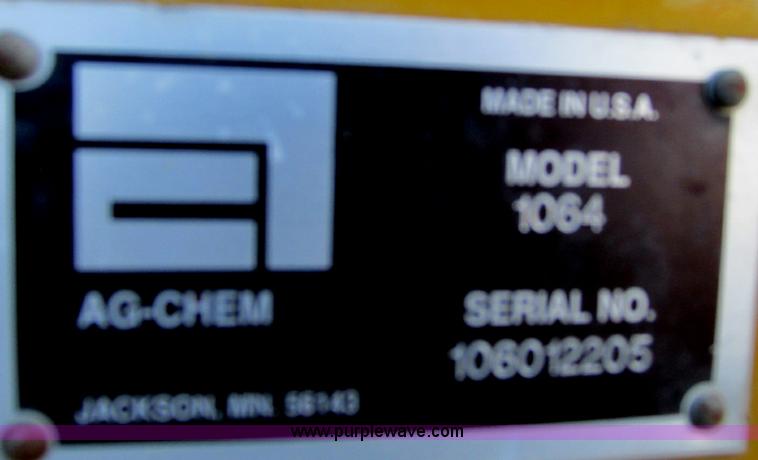 MADE IN U.S.A.
MODEL
1064
AG-CHEM
SERIAL NO.
106012205
JACKSON, MN. 56143
www.purplewave.com